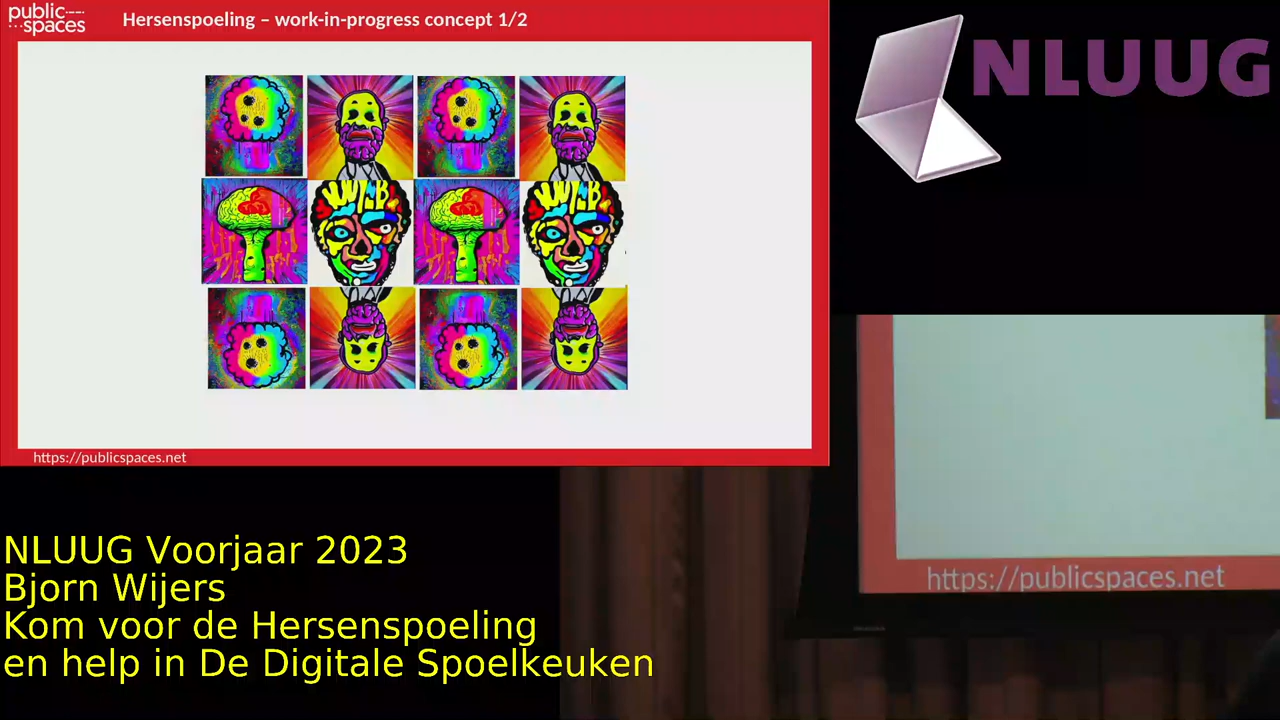 public
spaces
Hersenspoeling – work-in-progress concept 1/2
NLUUG
https://publicspaces.net
https://publicspaces.net
NLUUG Voorjaar 2023
Bjorn Wijers
Kom voor de Hersenspoeling
en help in De Digitale Spoelkeuken